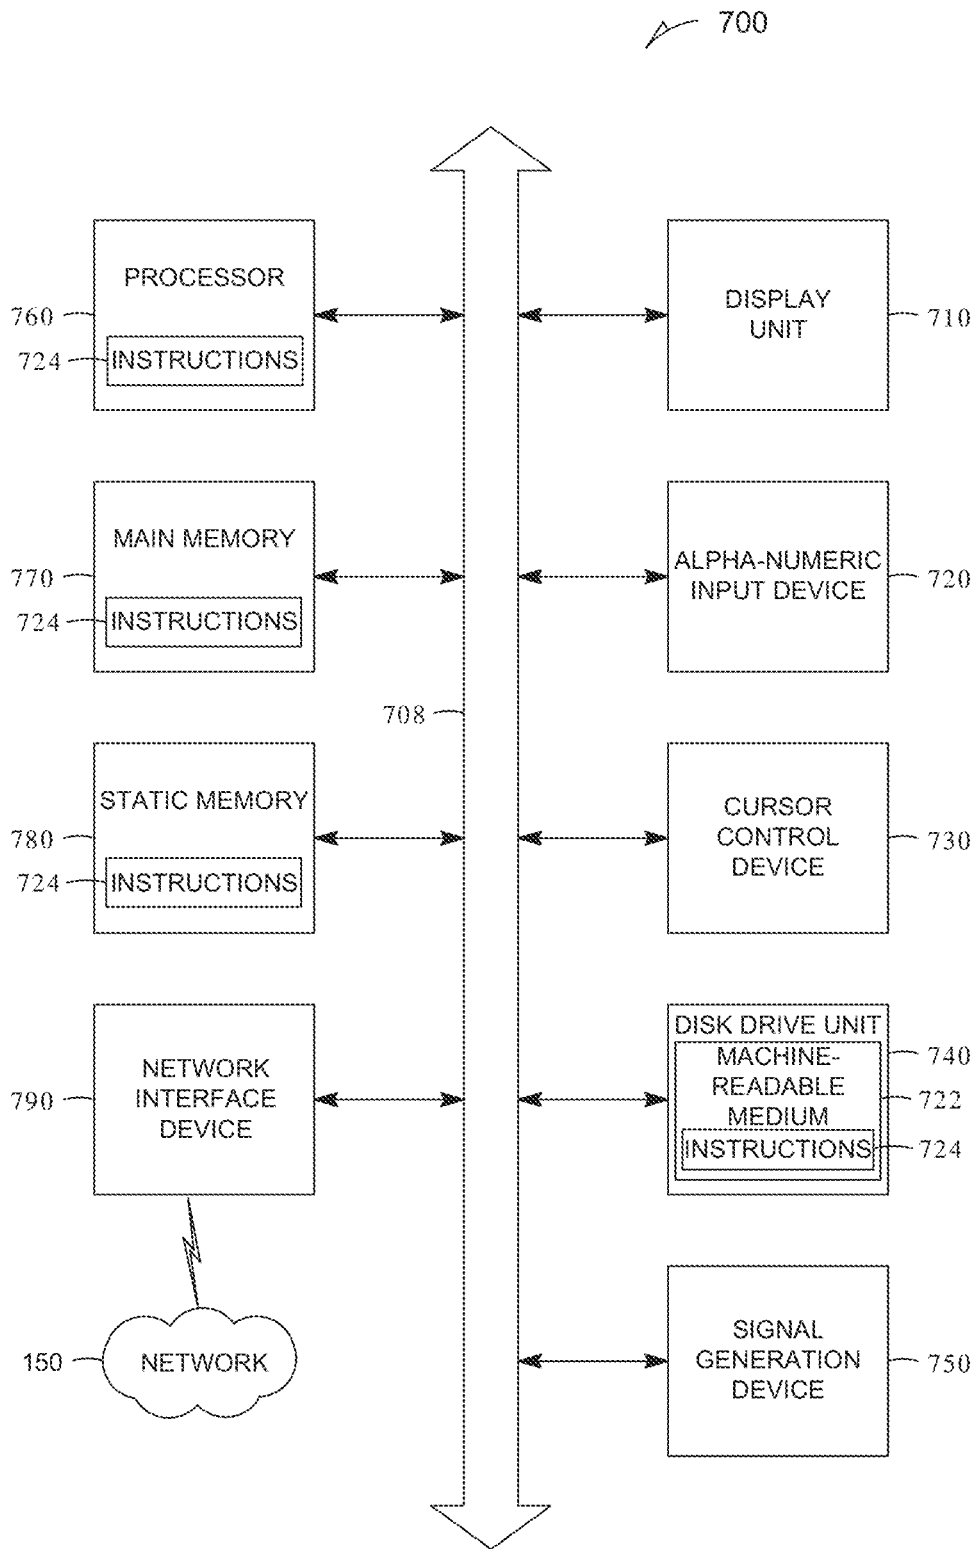 700
PROCESSOR
760
724
INSTRUCTIONS
DISPLAY
UNIT
710
MAIN MEMORY
770
724
INSTRUCTIONS
ALPHA-NUMERIC
INPUT DEVICE
720
708
STATIC MEMORY
780
724
INSTRUCTIONS
CURSOR
CONTROL
DEVICE
730
NETWORK
INTERFACE
DEVICE
790
DISK DRIVE UNIT
740
MACHINE-
READABLE
MEDIUM
722
INSTRUCTIONS
724
150
NETWORK
SIGNAL
GENERATION
DEVICE
750